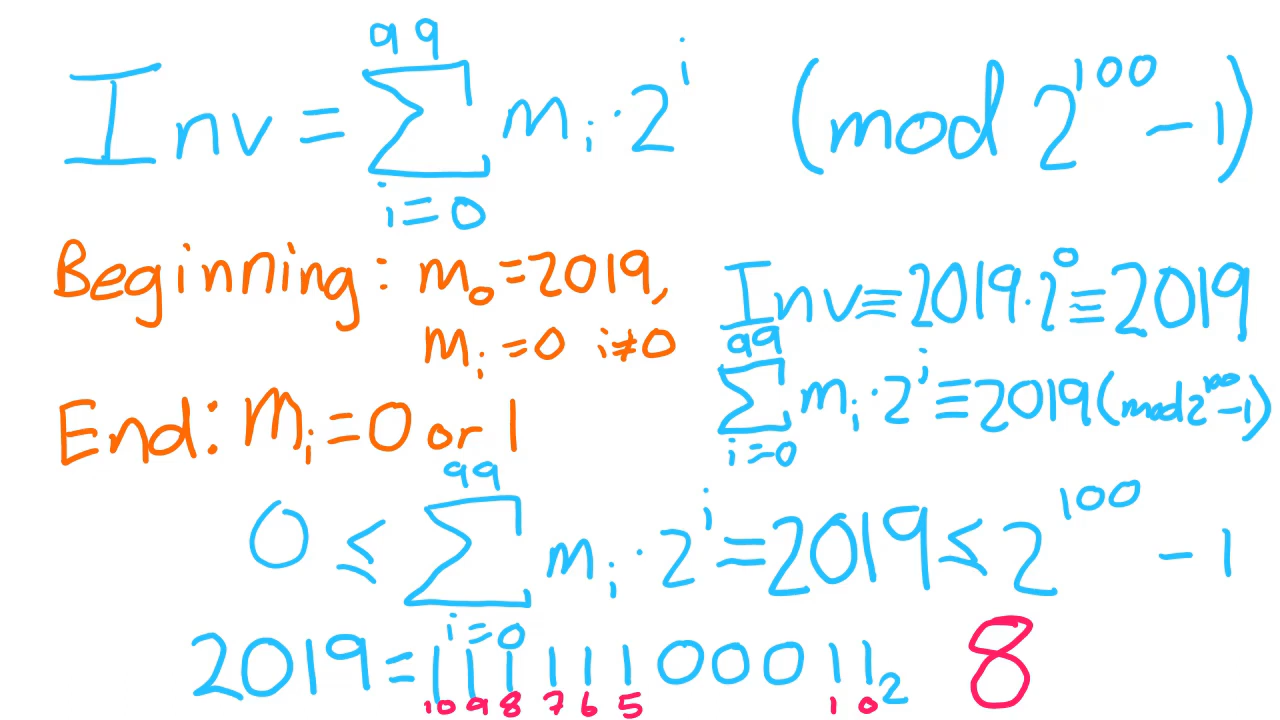 Inv = ∑_{i=0}^{99} m_i · 2^i (mod 2^100 − 1)
Beginning: m_0 = 2019,
m_i = 0 i≠0
Inv ≡ 2019 · 2^0 ≡ 2019
∑_{i=0}^{99} m_i · 2^i ≡ 2019 (mod 2^100 − 1)
End: m_i = 0 or 1
0 ≤ ∑_{i=0}^{99} m_i · 2^i = 2019 ≤ 2^100 − 1
2019 = 11111100011_2 8
10 9 8 7 6 5 1 0